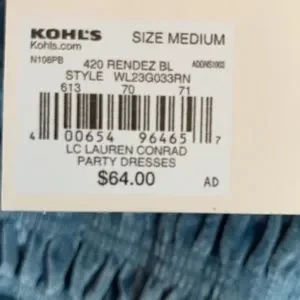 KOHL'S SIZE MEDIUM
Kohls.com
N108PB 420 RENDEZ BL ADDNS1003
STYLE WL23G033RN
613 70 71
4 00654 96465 7
LC LAUREN CONRAD
PARTY DRESSES
$64.00 AD